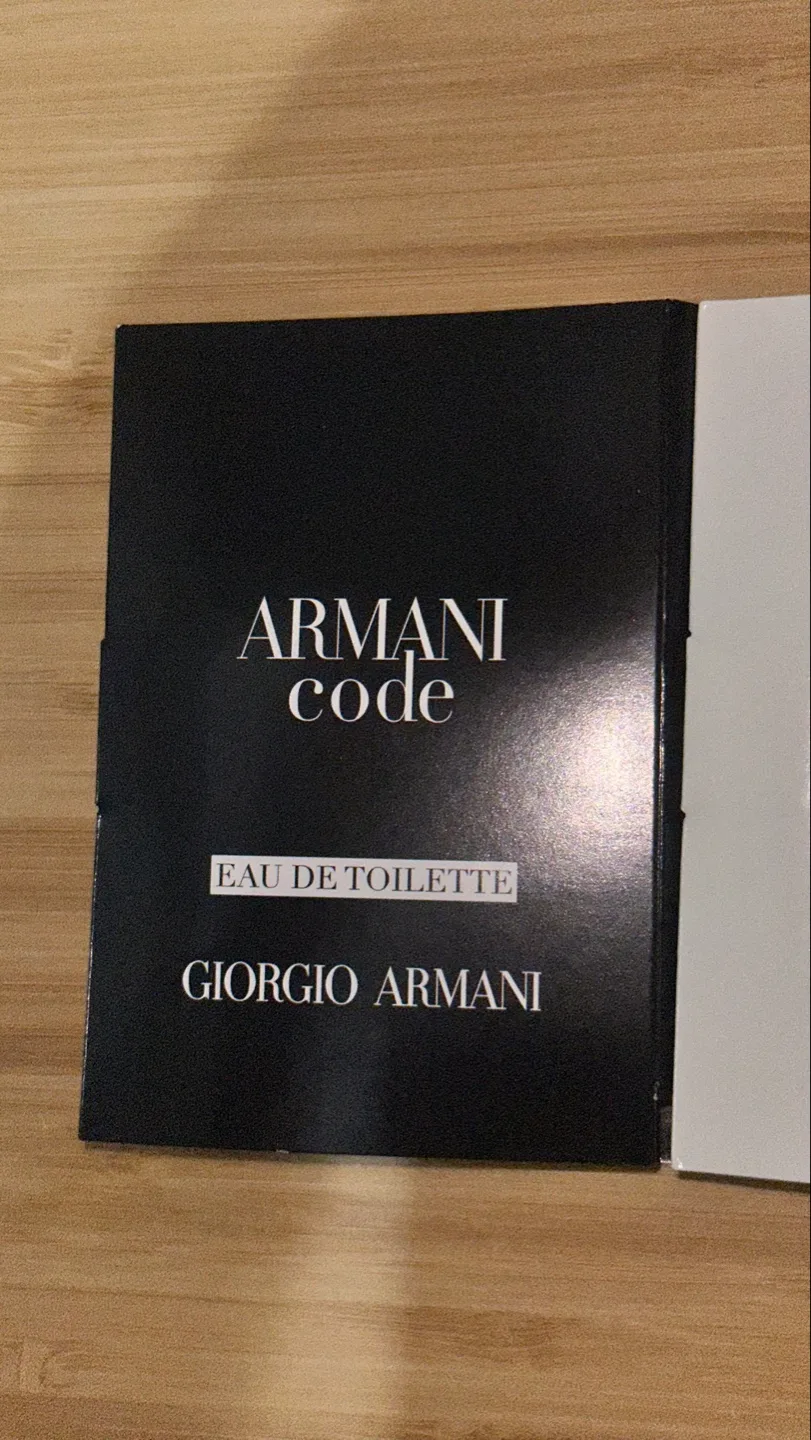 ARMANI
code
EAU DE TOILETTE
GIORGIO ARMANI